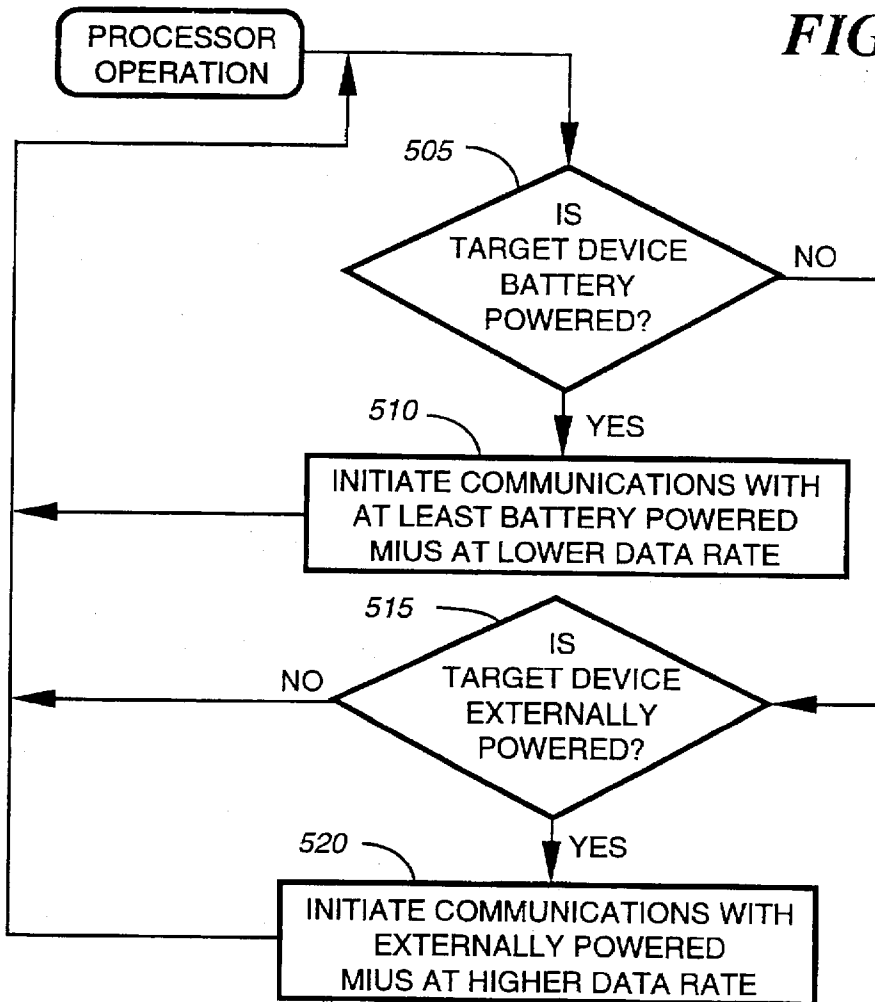 PROCESSOR
OPERATION
FIG
505
IS
TARGET DEVICE
BATTERY
POWERED?
NO
YES
510
INITIATE COMMUNICATIONS WITH
AT LEAST BATTERY POWERED
MIUS AT LOWER DATA RATE
515
IS
TARGET DEVICE
EXTERNALLY
POWERED?
NO
YES
520
INITIATE COMMUNICATIONS WITH
EXTERNALLY POWERED
MIUS AT HIGHER DATA RATE